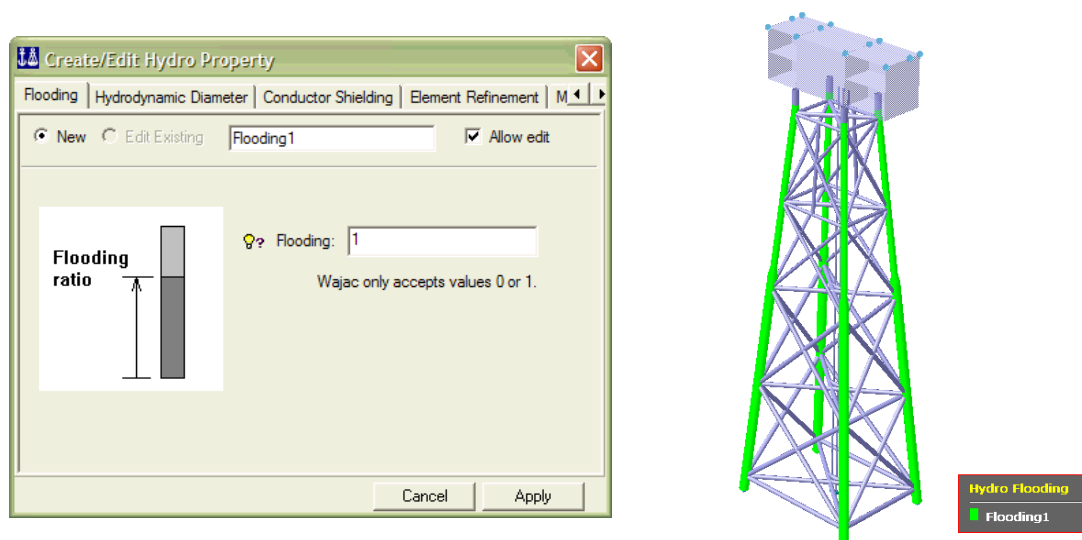 Create/Edit Hydro Property
Flooding Hydrodynamic Diameter Conductor Shielding Element Refinement M
New Edit Existing Flooding1 Allow edit
Flooding ratio
Flooding: 1
Wajac only accepts values 0 or 1.
Cancel Apply
Hydro Flooding
Flooding1